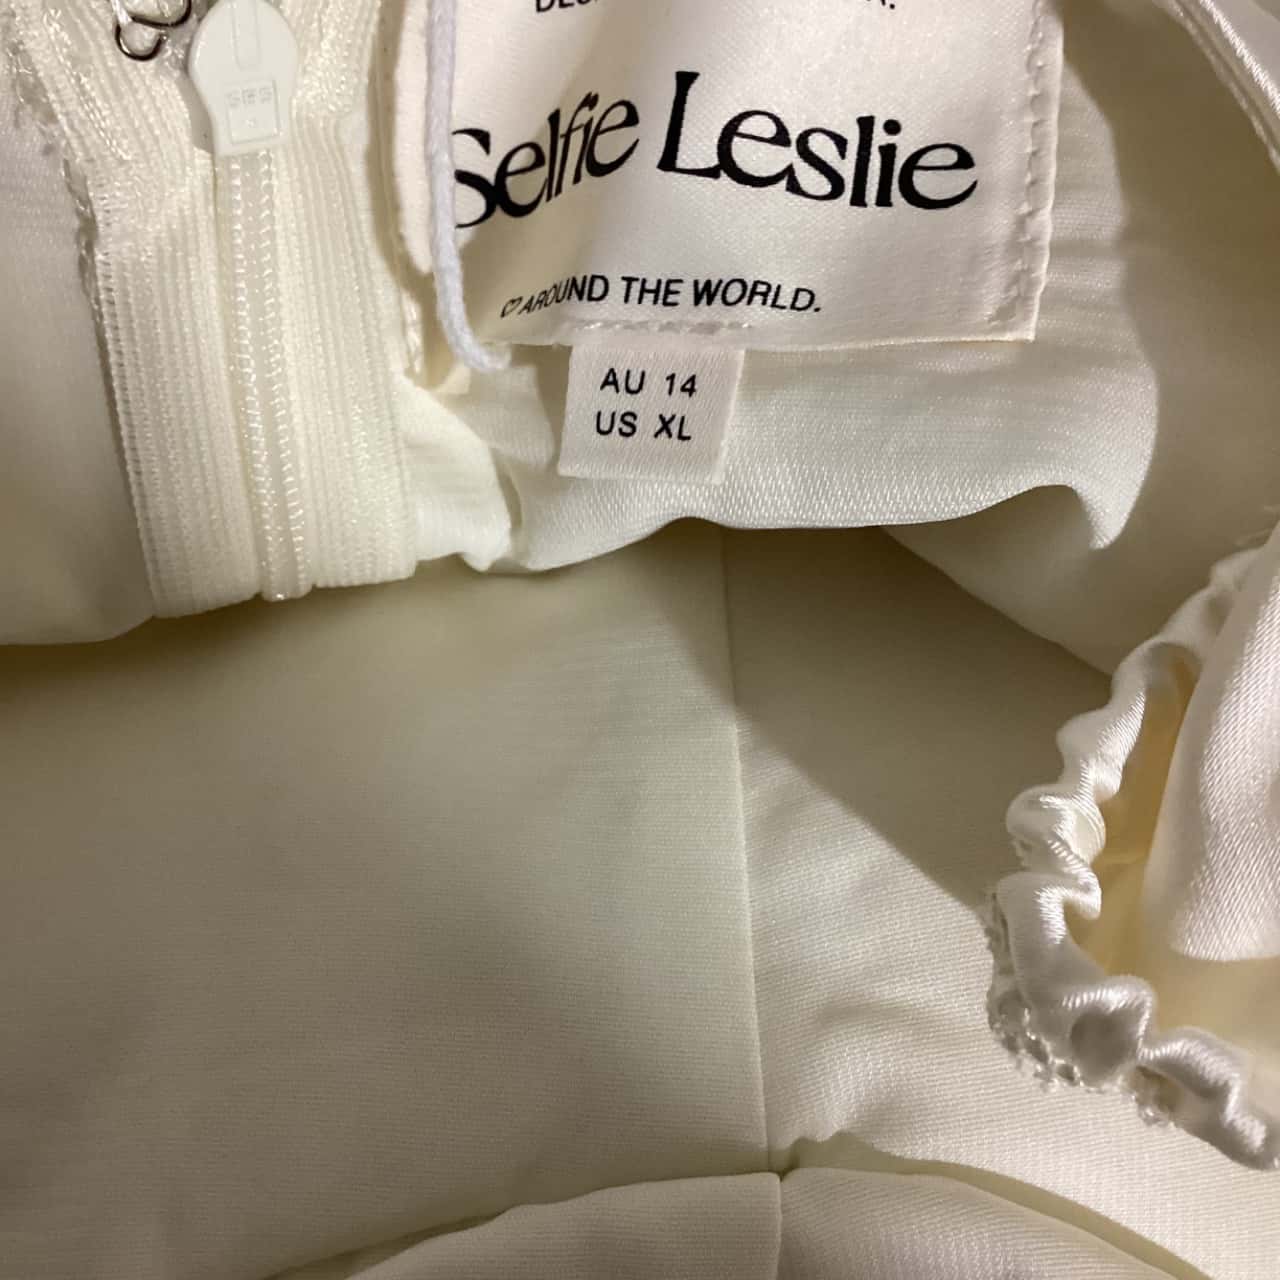 Selfie Leslie
♡ AROUND THE WORLD.
AU 14
US XL